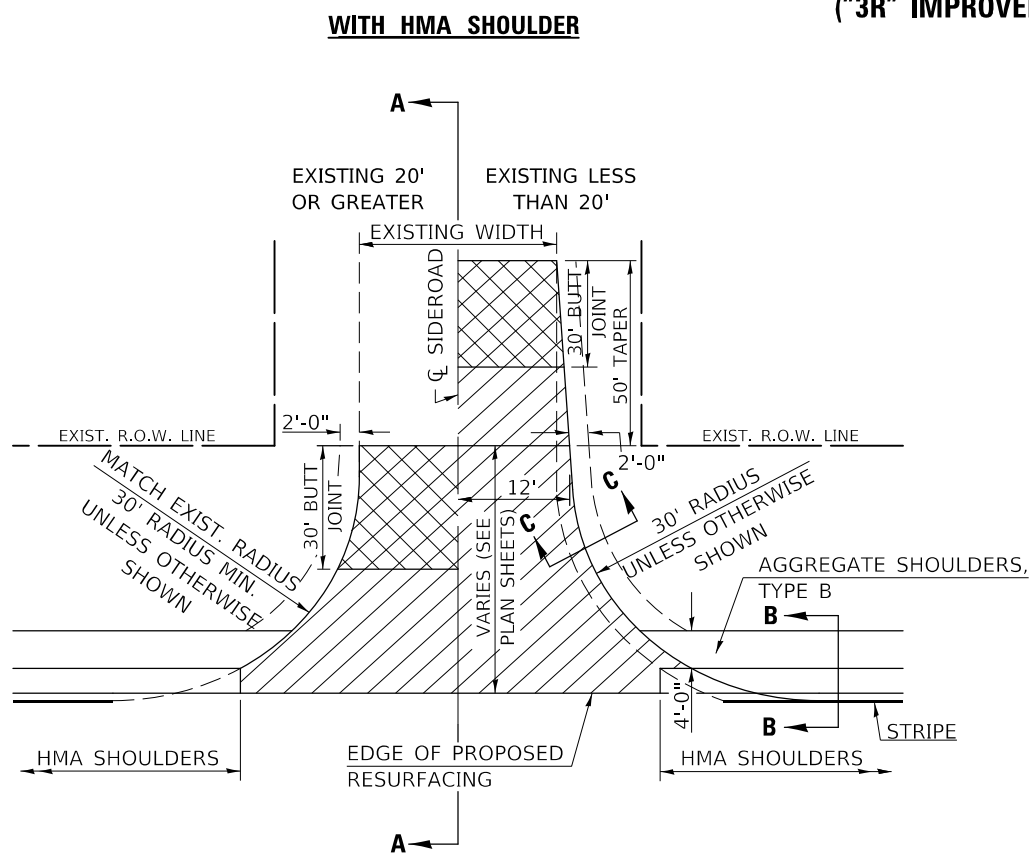 ("3R" IMPROVE
WITH HMA SHOULDER
A
EXISTING 20'
OR GREATER
EXISTING LESS
THAN 20'
EXISTING WIDTH
℄ SIDEROAD
30' BUTT
JOINT
50' TAPER
2'-0"
EXIST. R.O.W. LINE
EXIST. R.O.W. LINE
2'-0"
MATCH EXIST. RADIUS
30' RADIUS MIN.
UNLESS OTHERWISE
SHOWN
30' BUTT
JOINT
12'
VARIES (SEE
PLAN SHEETS)
C
C
30' RADIUS
UNLESS OTHERWISE
SHOWN
AGGREGATE SHOULDERS,
TYPE B
B
4'-0"
B
STRIPE
HMA SHOULDERS
EDGE OF PROPOSED
RESURFACING
HMA SHOULDERS
A